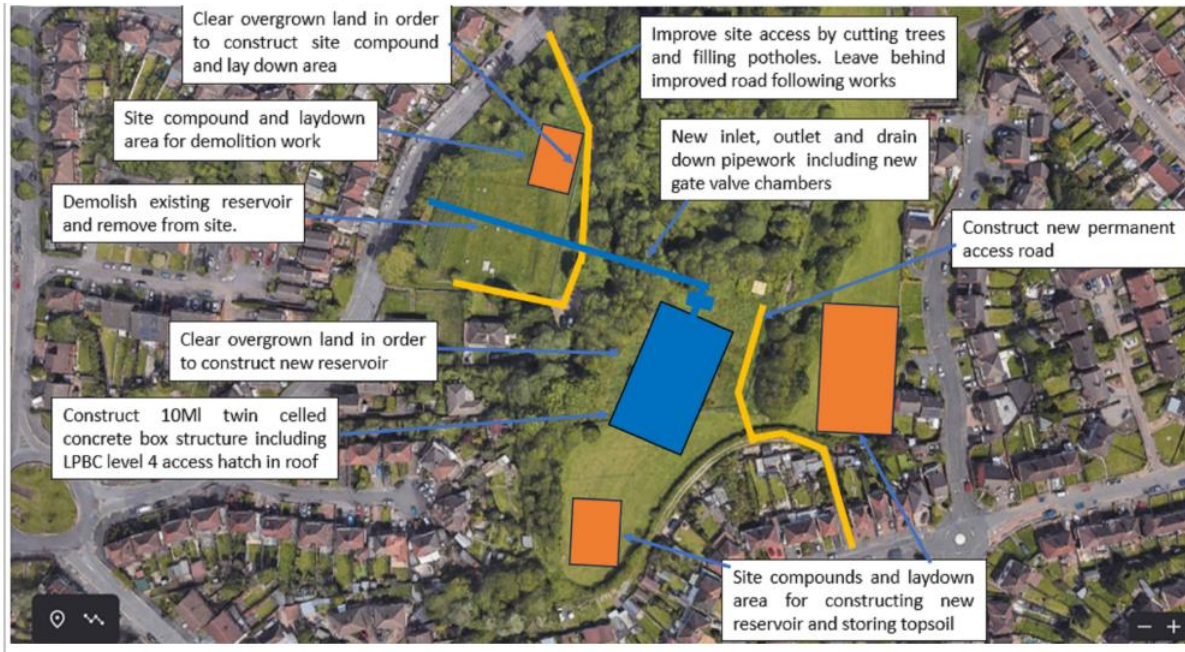 Clear overgrown land in order
to construct site compound
and lay down area
Improve site access by cutting trees
and filling potholes. Leave behind
improved road following works
Site compound and laydown
area for demolition work
New inlet, outlet and drain
down pipework including new
gate valve chambers
Demolish existing reservoir
and remove from site.
Construct new permanent
access road
Clear overgrown land in order
to construct new reservoir
Construct 10Ml twin celled
concrete box structure including
LPBC level 4 access hatch in roof
Site compounds and laydown
area for constructing new
reservoir and storing topsoil